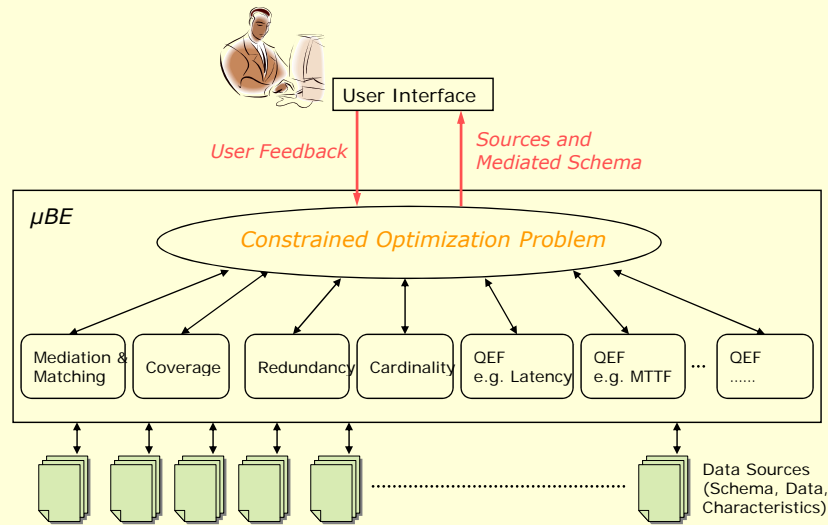 User Interface
User Feedback
Sources and
Mediated Schema
µBE
Constrained Optimization Problem
Mediation &
Matching
Coverage
Redundancy
Cardinality
QEF
e.g. Latency
QEF
e.g. MTTF
...
QEF
......
Data Sources
(Schema, Data,
Characteristics)